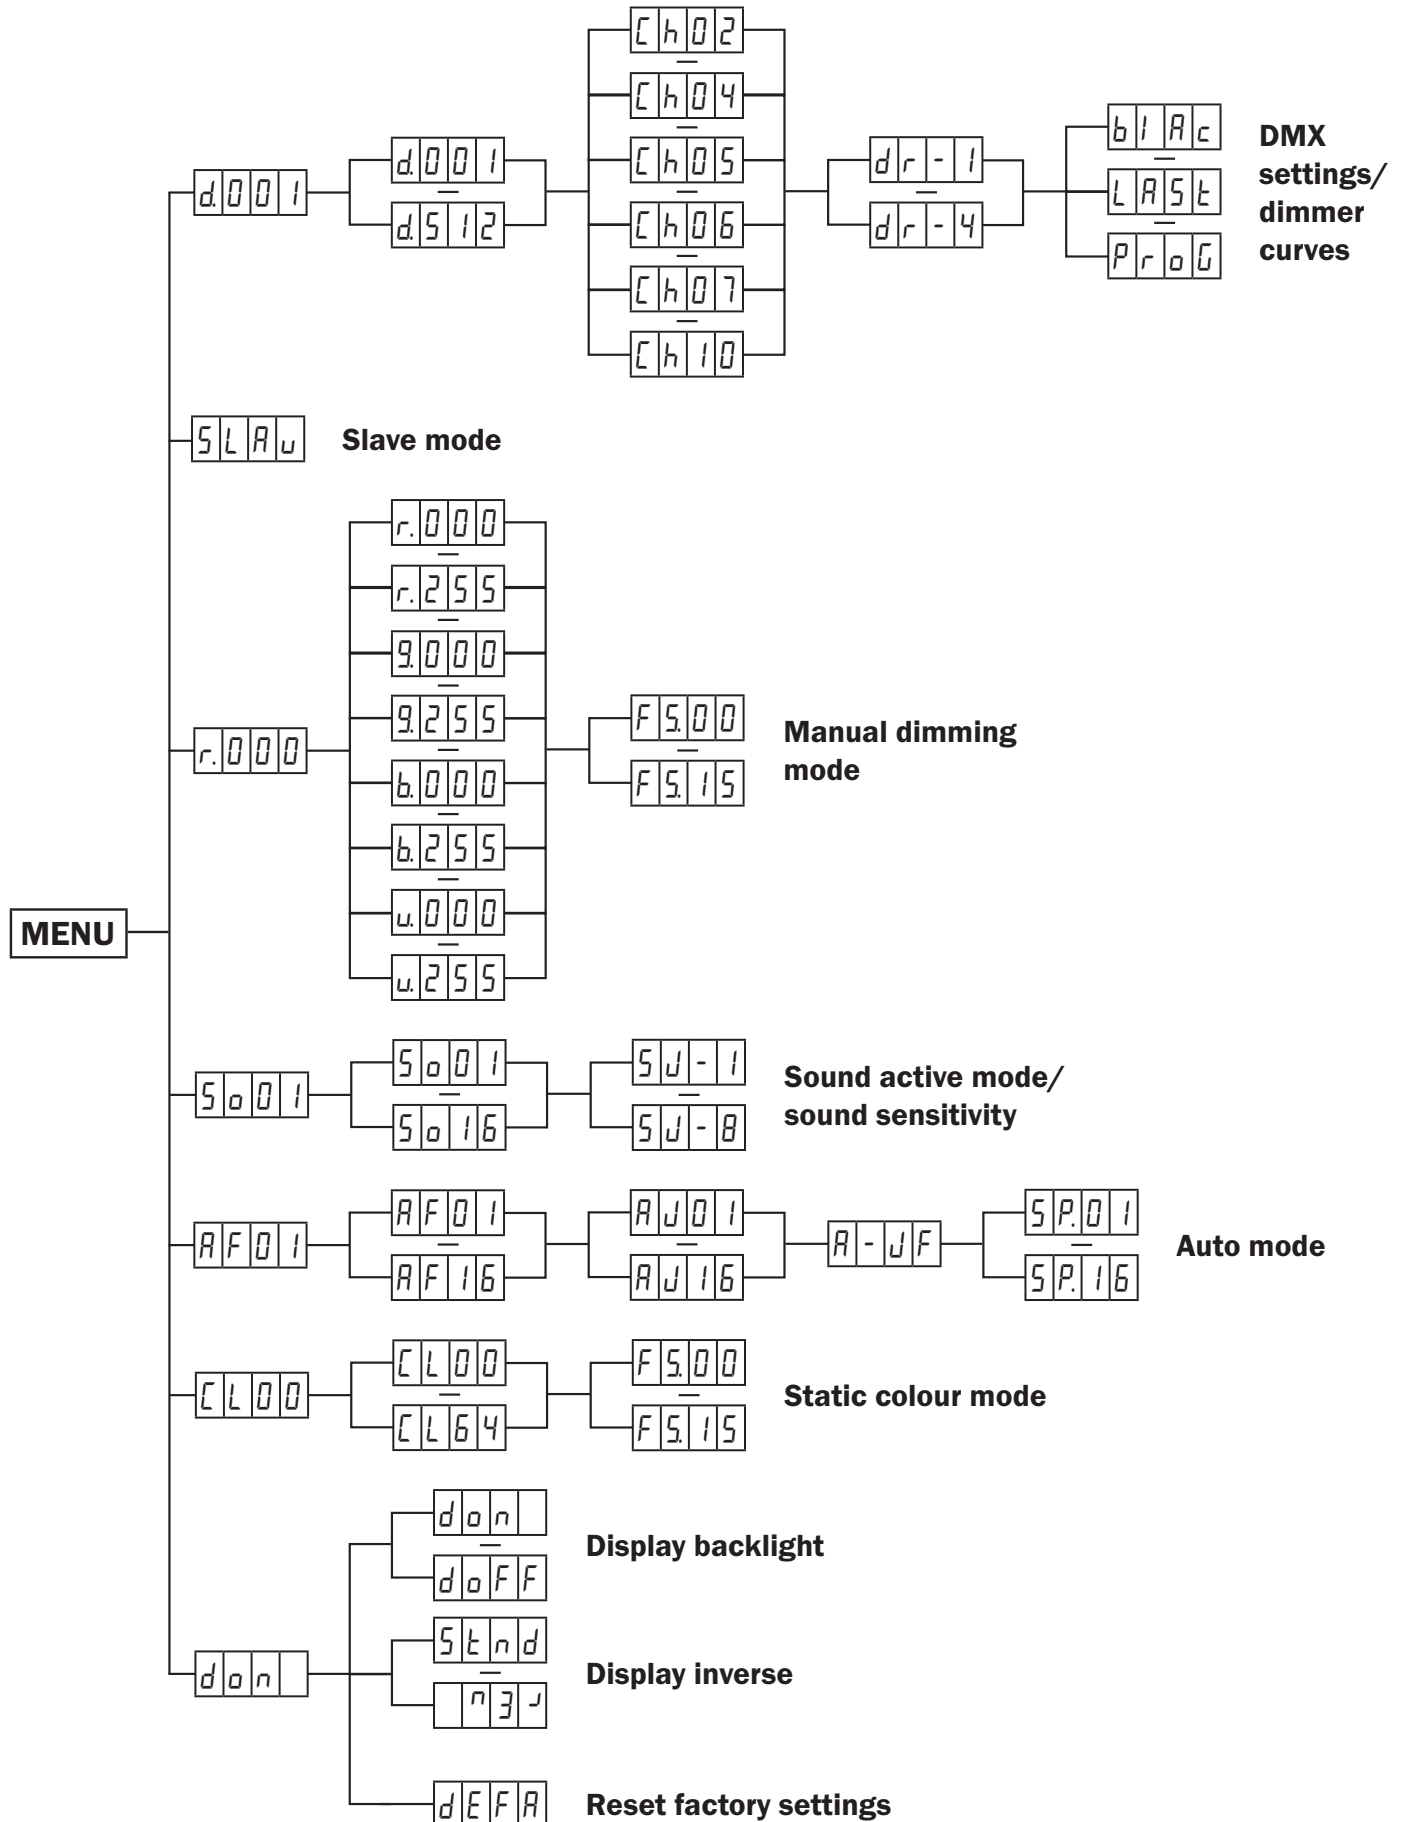 Ch02
Ch04
Ch05
Ch06
Ch07
Ch10
d.001
d.001
d.512
dr-1
dr-4
blAc
LASt
ProG
DMX
settings/
dimmer
curves
SLAu
Slave mode
r.000
r.000
r.255
g.000
g.255
b.000
b.255
u.000
u.255
FS.00
FS.15
Manual dimming
mode
MENU
So01
So01
So16
SJ-1
SJ-8
Sound active mode/
sound sensitivity
AF01
AF01
AF16
AJ01
AJ16
A-JF
SP.01
SP.16
Auto mode
CL00
CL00
CL64
FS.00
FS.15
Static colour mode
don
don
doFF
Display backlight
Stnd
Display inverse
dEFA
Reset factory settings